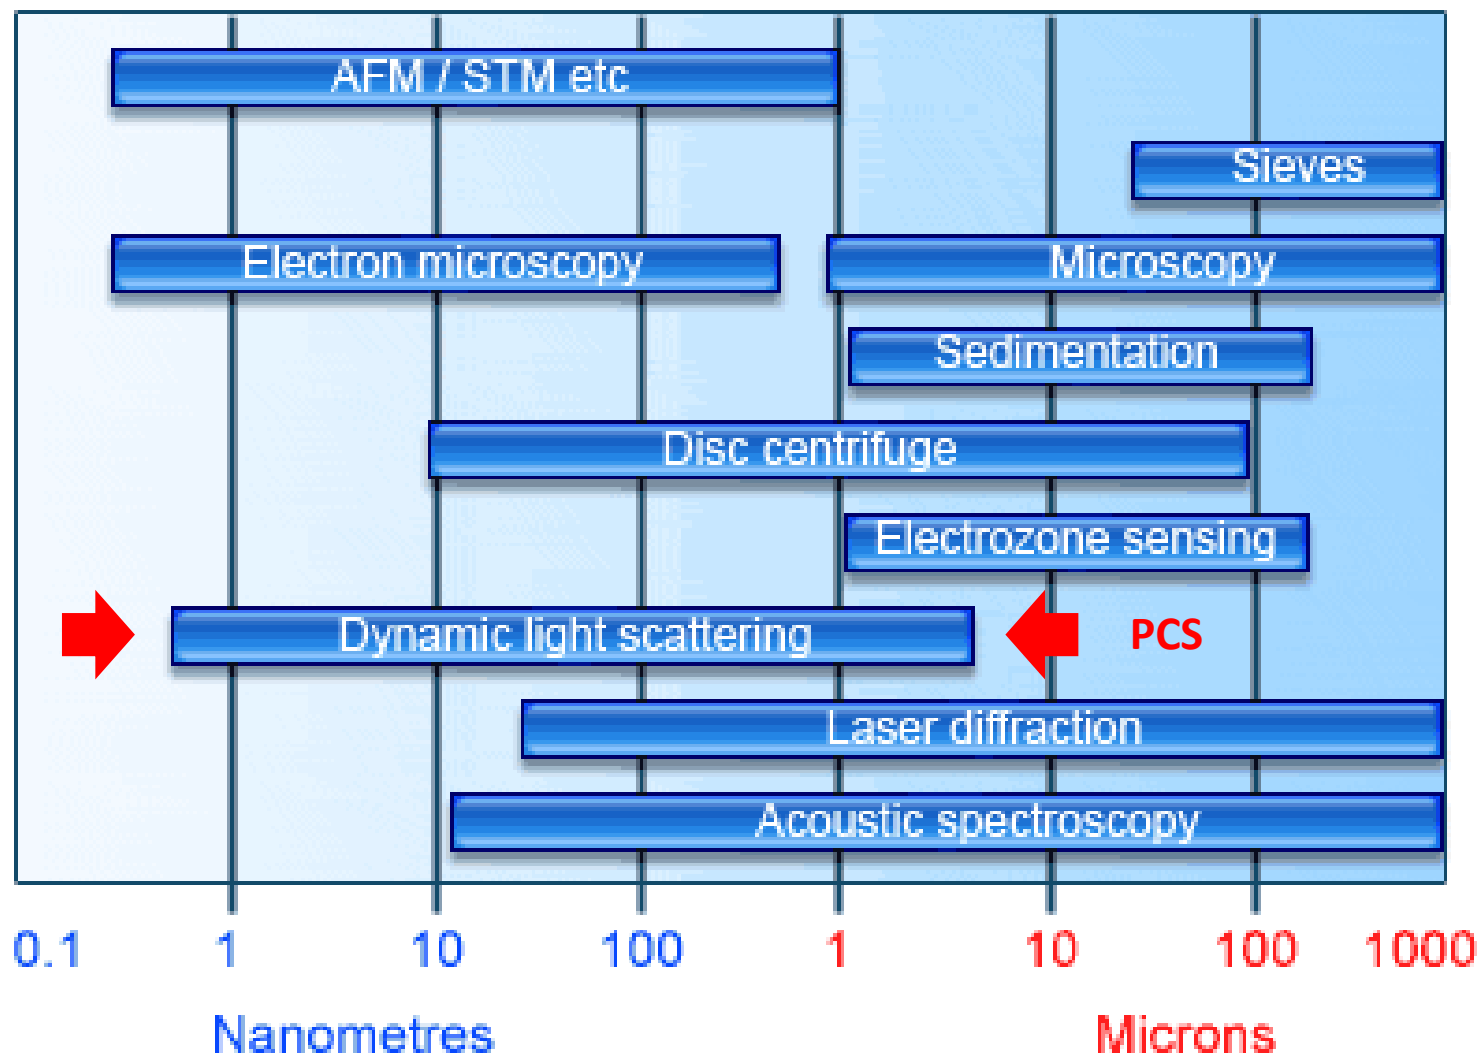 AFM / STM etc
Sieves
Electron microscopy
Microscopy
Sedimentation
Disc centrifuge
Electrozone sensing
Dynamic light scattering
PCS
Laser diffraction
Acoustic spectroscopy
0.1 1 10 100 1 10 100 1000
Nanometres Microns